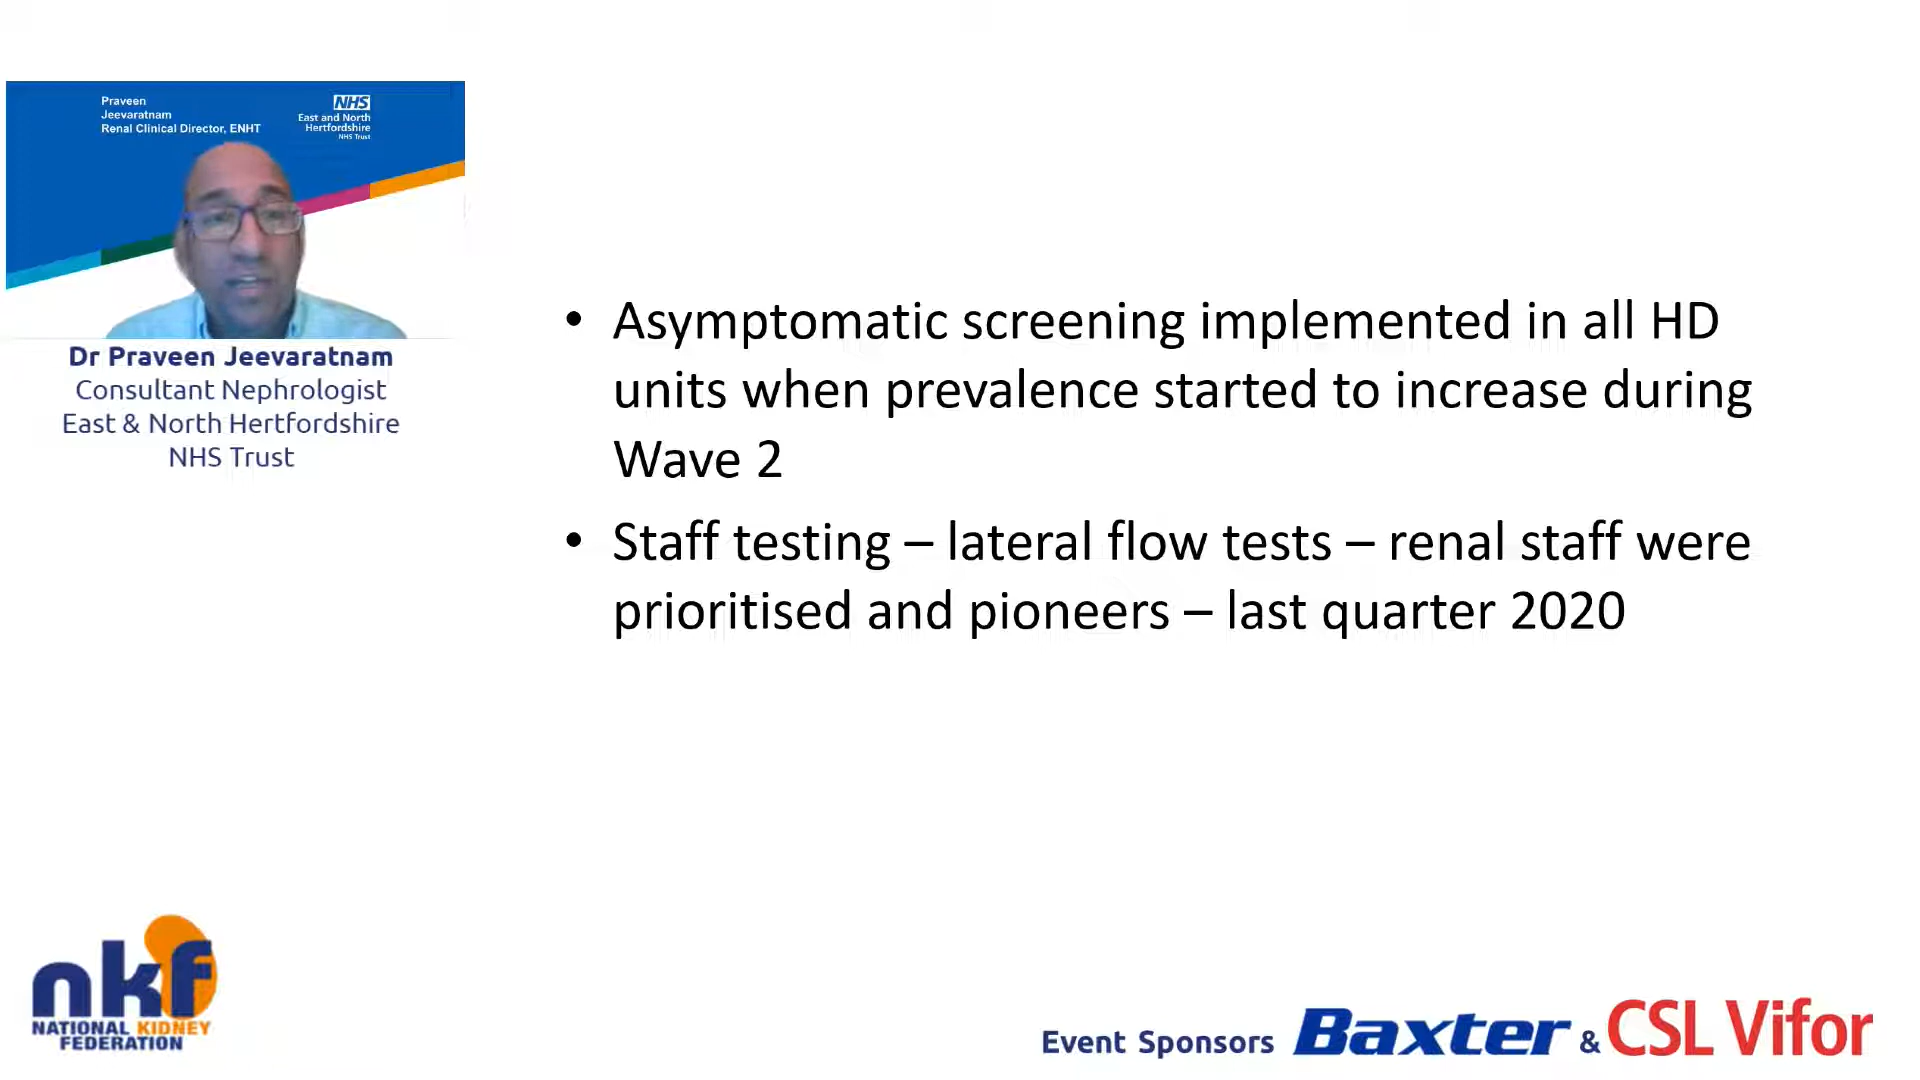 Praveen
Jeevaratnam
Renal Clinical Director, ENHT
NHS
East and North
Hertfordshire
NHS Trust
Dr Praveen Jeevaratnam
Consultant Nephrologist
East & North Hertfordshire
NHS Trust
• Asymptomatic screening implemented in all HD
units when prevalence started to increase during
Wave 2
• Staff testing – lateral flow tests – renal staff were
prioritised and pioneers – last quarter 2020
nkf
NATIONAL KIDNEY
FEDERATION
Event Sponsors Baxter & CSL Vifor